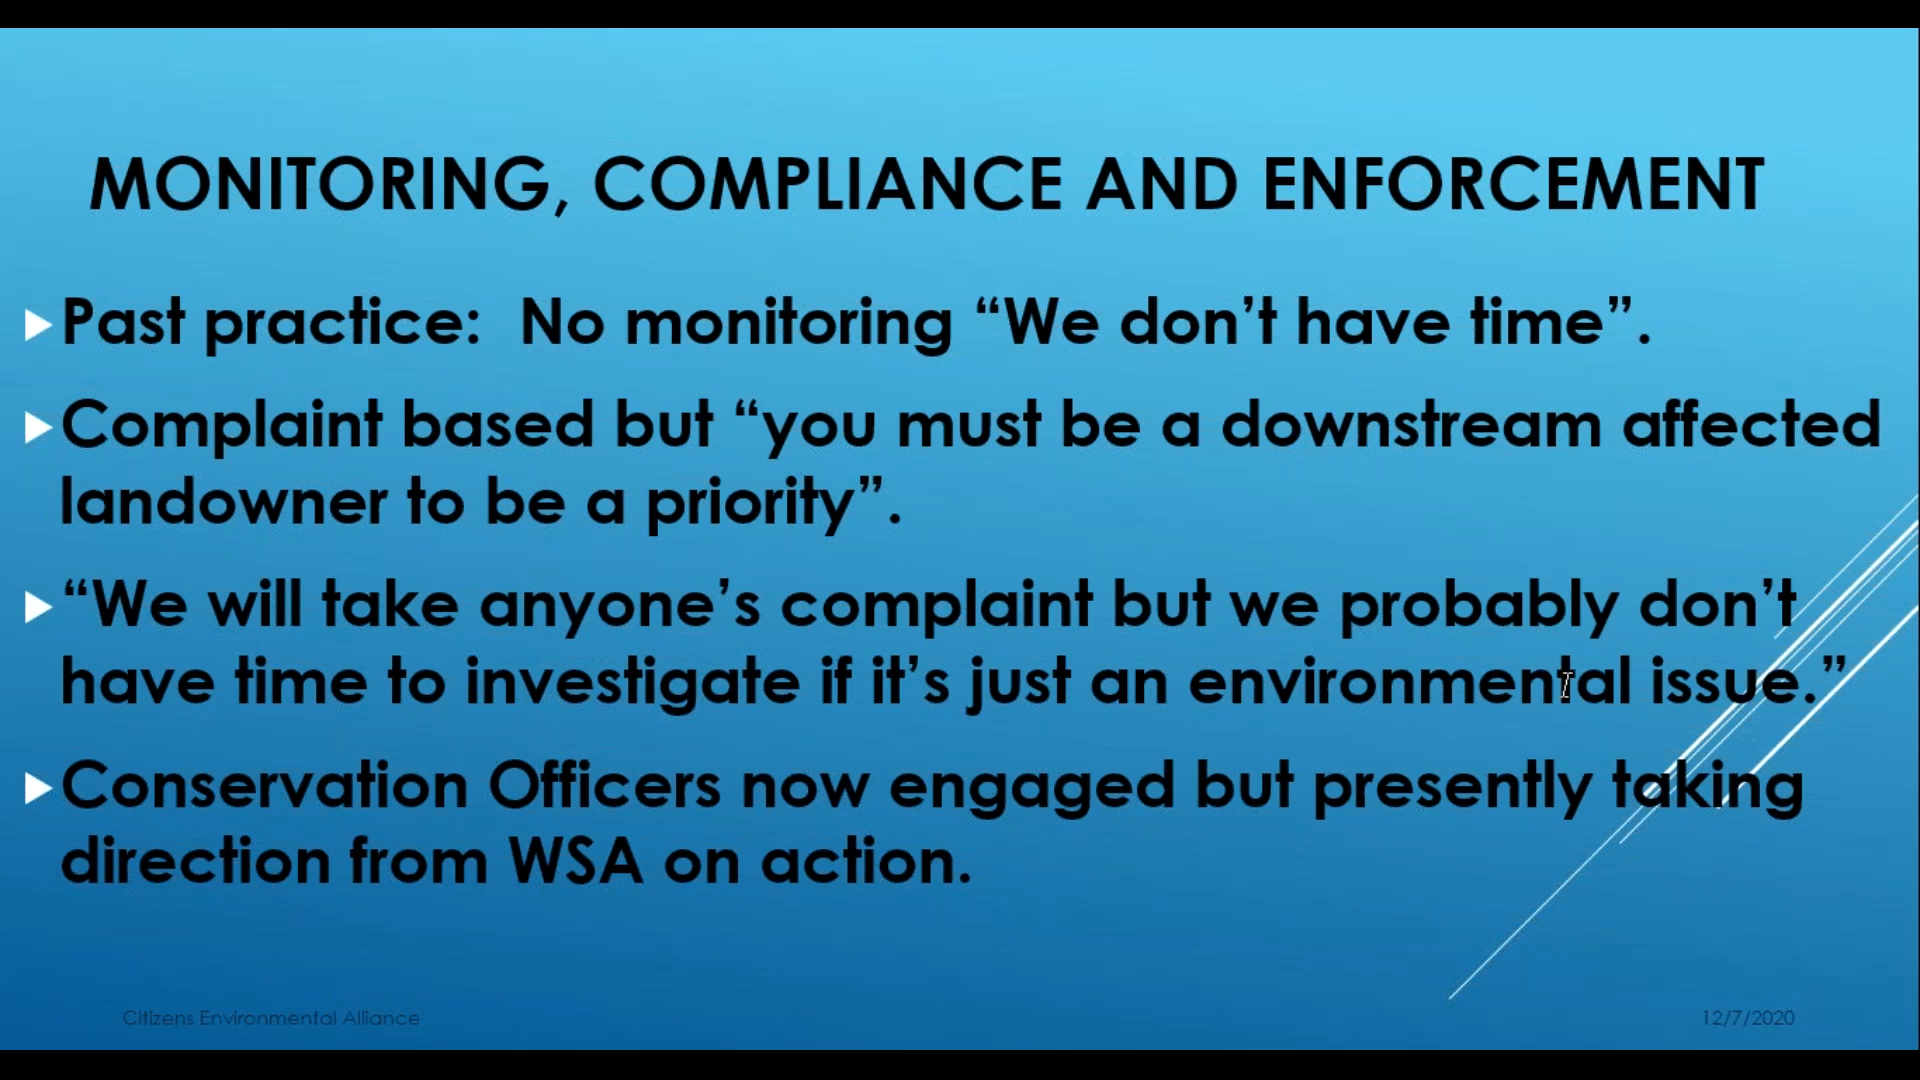 MONITORING, COMPLIANCE AND ENFORCEMENT
Past practice:  No monitoring “We don’t have time”.
Complaint based but “you must be a downstream affected
landowner to be a priority”.
“We will take anyone’s complaint but we probably don’t
have time to investigate if it’s just an environmental issue.”
Conservation Officers now engaged but presently taking
direction from WSA on action.
Citizens Environmental Alliance
12/7/2020